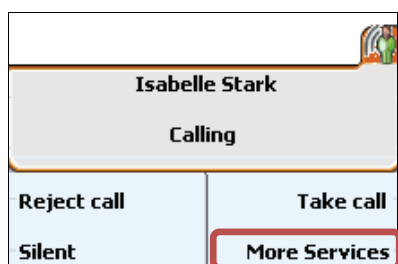 Isabelle Stark
Calling
Reject call Take call
Silent More Services